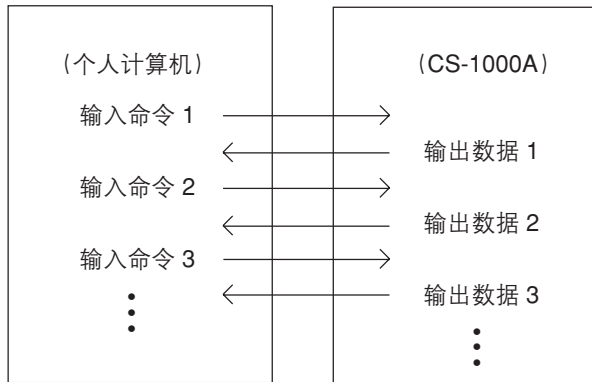 (个人计算机)
输入命令 1
输入命令 2
输入命令 3
(CS-1000A)
输出数据 1
输出数据 2
输出数据 3